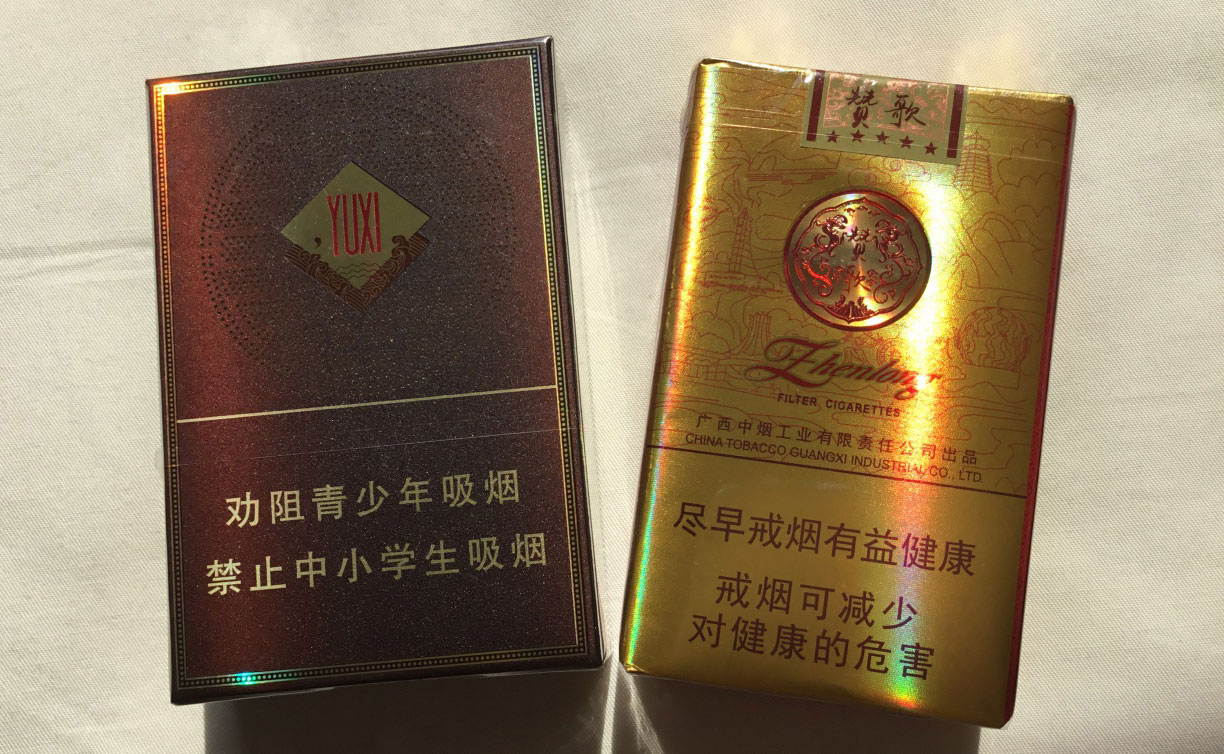 YUXI
劝阻青少年吸烟
禁止中小学生吸烟
赞歌
赞歌
Zhenlong
FILTER CIGARETTES
广西中烟工业有限责任公司出品
CHINA TOBACCO GUANGXI INDUSTRIAL CO., LTD.
尽早戒烟有益健康
戒烟可减少
对健康的危害